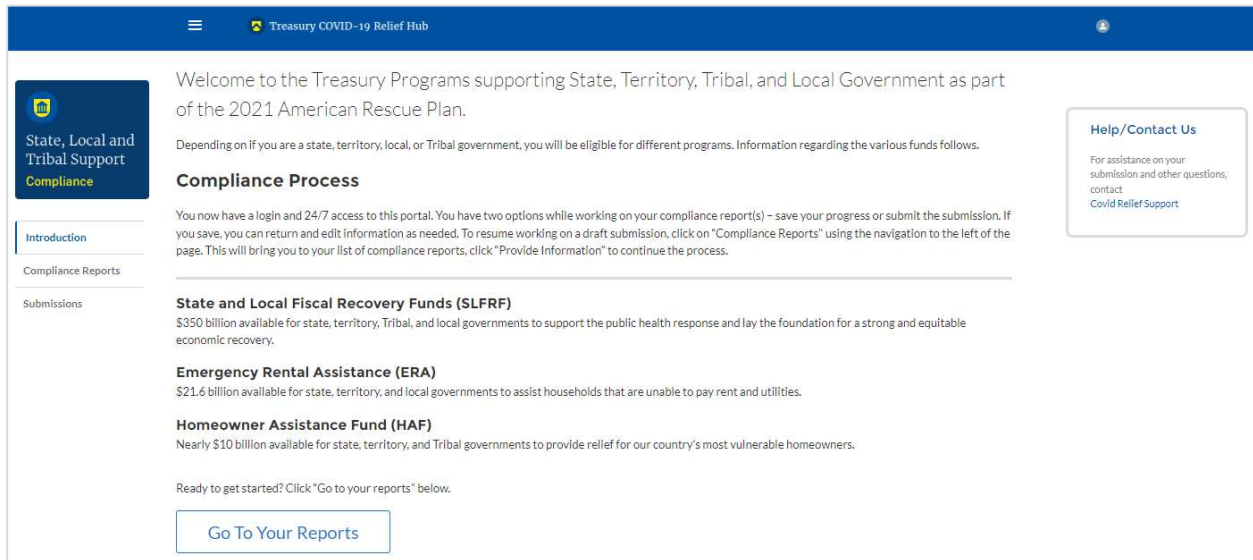 Treasury COVID-19 Relief Hub
State, Local and
Tribal Support
Compliance
Introduction
Compliance Reports
Submissions
Welcome to the Treasury Programs supporting State, Territory, Tribal, and Local Government as part
of the 2021 American Rescue Plan.
Depending on if you are a state, territory, local, or Tribal government, you will be eligible for different programs. Information regarding the various funds follows.
Compliance Process
You now have a login and 24/7 access to this portal. You have two options while working on your compliance report(s) – save your progress or submit the submission. If
you save, you can return and edit information as needed. To resume working on a draft submission, click on "Compliance Reports" using the navigation to the left of the
page. This will bring you to your list of compliance reports, click "Provide Information" to continue the process.
State and Local Fiscal Recovery Funds (SLFRF)
$350 billion available for state, territory, Tribal, and local governments to support the public health response and lay the foundation for a strong and equitable
economic recovery.
Emergency Rental Assistance (ERA)
$21.6 billion available for state, territory, and local governments to assist households that are unable to pay rent and utilities.
Homeowner Assistance Fund (HAF)
Nearly $10 billion available for state, territory, and Tribal governments to provide relief for our country's most vulnerable homeowners.
Ready to get started? Click "Go to your reports" below.
Go To Your Reports
Help/Contact Us
For assistance on your
submission and other questions,
contact
Covid Relief Support